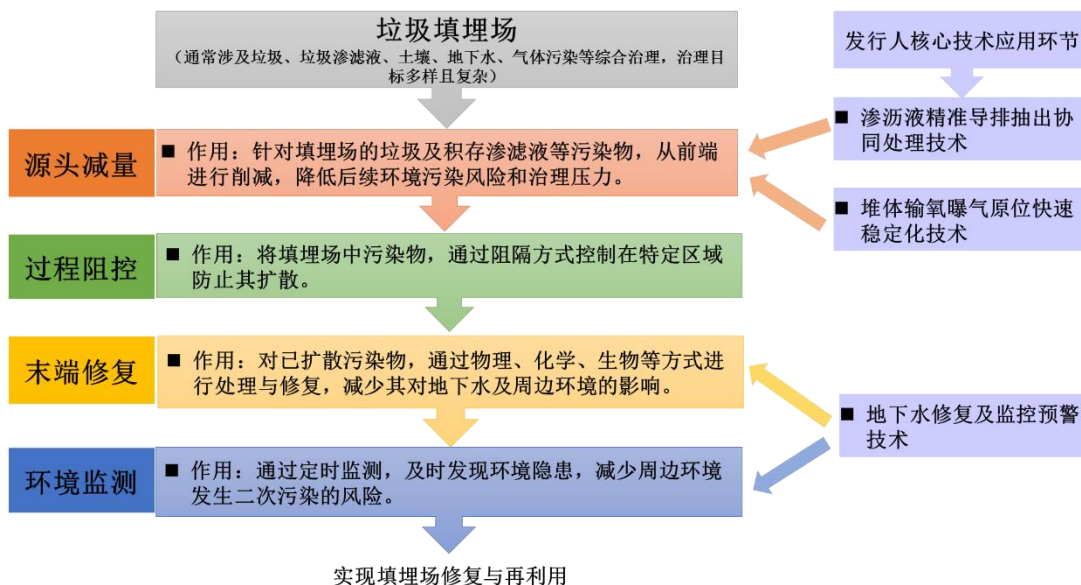 垃圾填埋场
（通常涉及垃圾、垃圾渗滤液、土壤、地下水、气体污染等综合治理，治理目
标多样且复杂）
发行人核心技术应用环节
源头减量
■ 作用：针对填埋场的垃圾及积存渗滤液等污染物，从前端
进行削减，降低后续环境污染风险和治理压力。
■ 渗沥液精准导排抽出协
同处理技术
■ 堆体输氧曝气原位快速
稳定化技术
过程阻控
■ 作用：将填埋场中污染物，通过阻隔方式控制在特定区域
防止其扩散。
末端修复
■ 作用：对已扩散污染物，通过物理、化学、生物等方式进
行处理与修复，减少其对地下水及周边环境的影响。
■ 地下水修复及监控预警
技术
环境监测
■ 作用：通过定时监测，及时发现环境隐患，减少周边环境
发生二次污染的风险。
实现填埋场修复与再利用